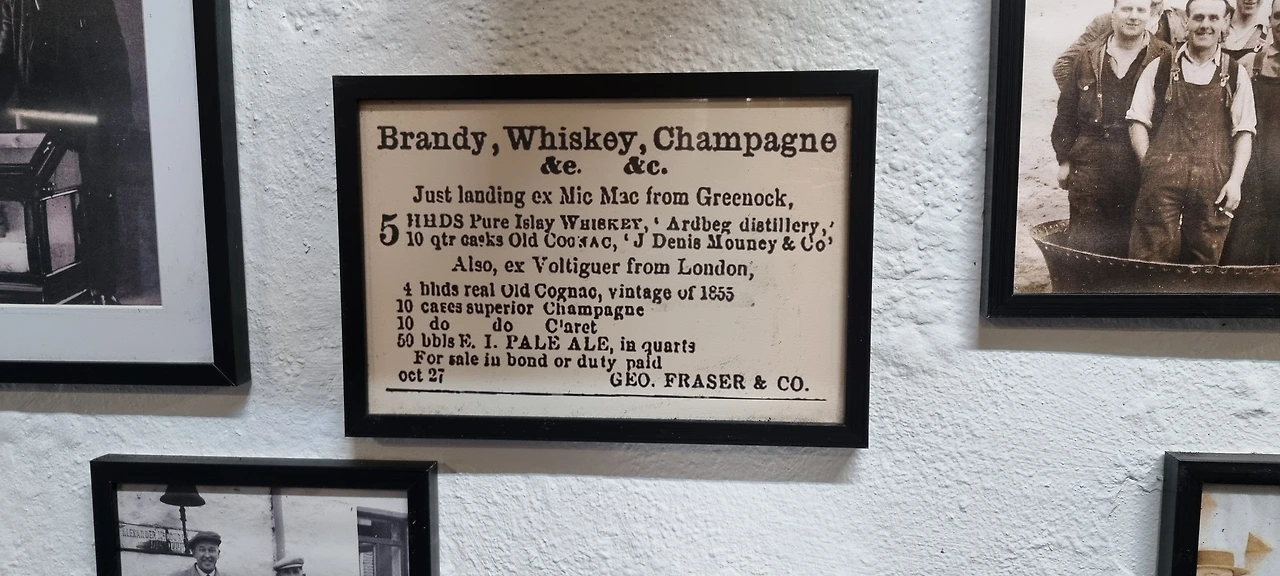 Brandy, Whiskey, Champagne
&c. &c.
Just landing ex Mic Mac from Greenock,
5 HHDS Pure Islay WHISKEY, ‘ Ardbeg distillery,’
10 qtr casks Old COGNAC, ‘ J Denis Mouney & Co’
Also, ex Voltiguer from London,
4 hhds real Old Cognac, vintage of 1855
10 cases superior Champagne
10 do do Claret
50 bbls E. I. PALE ALE, in quarts
For sale in bond or duty paid
oct 27 GEO. FRASER & CO.